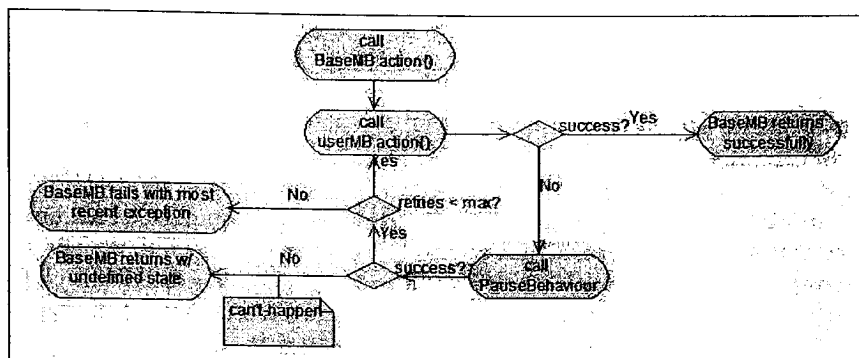 call
BaseMB action()
call
userMB action()
success?
Yes
BaseMB returns
successfully
Yes
No
BaseMB fails with most
recent exception
No
retries < max?
Yes
BaseMB returns w/
undefined state
No
success?
call
PauseBehaviour
can't-happen